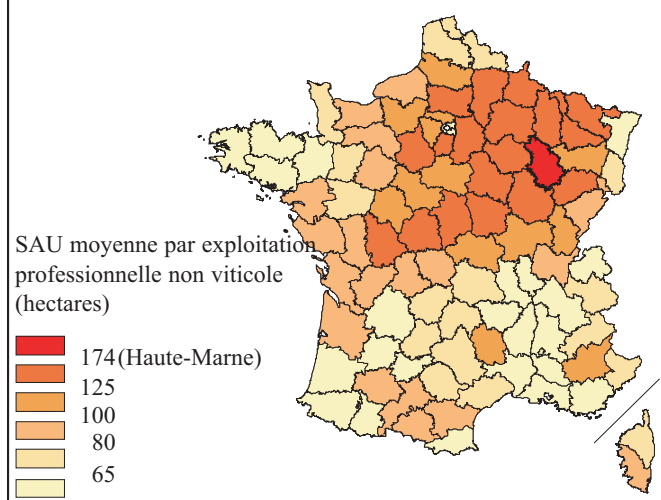 SAU moyenne par exploitation
professionnelle non viticole
(hectares)
174 (Haute-Marne)
125
100
80
65